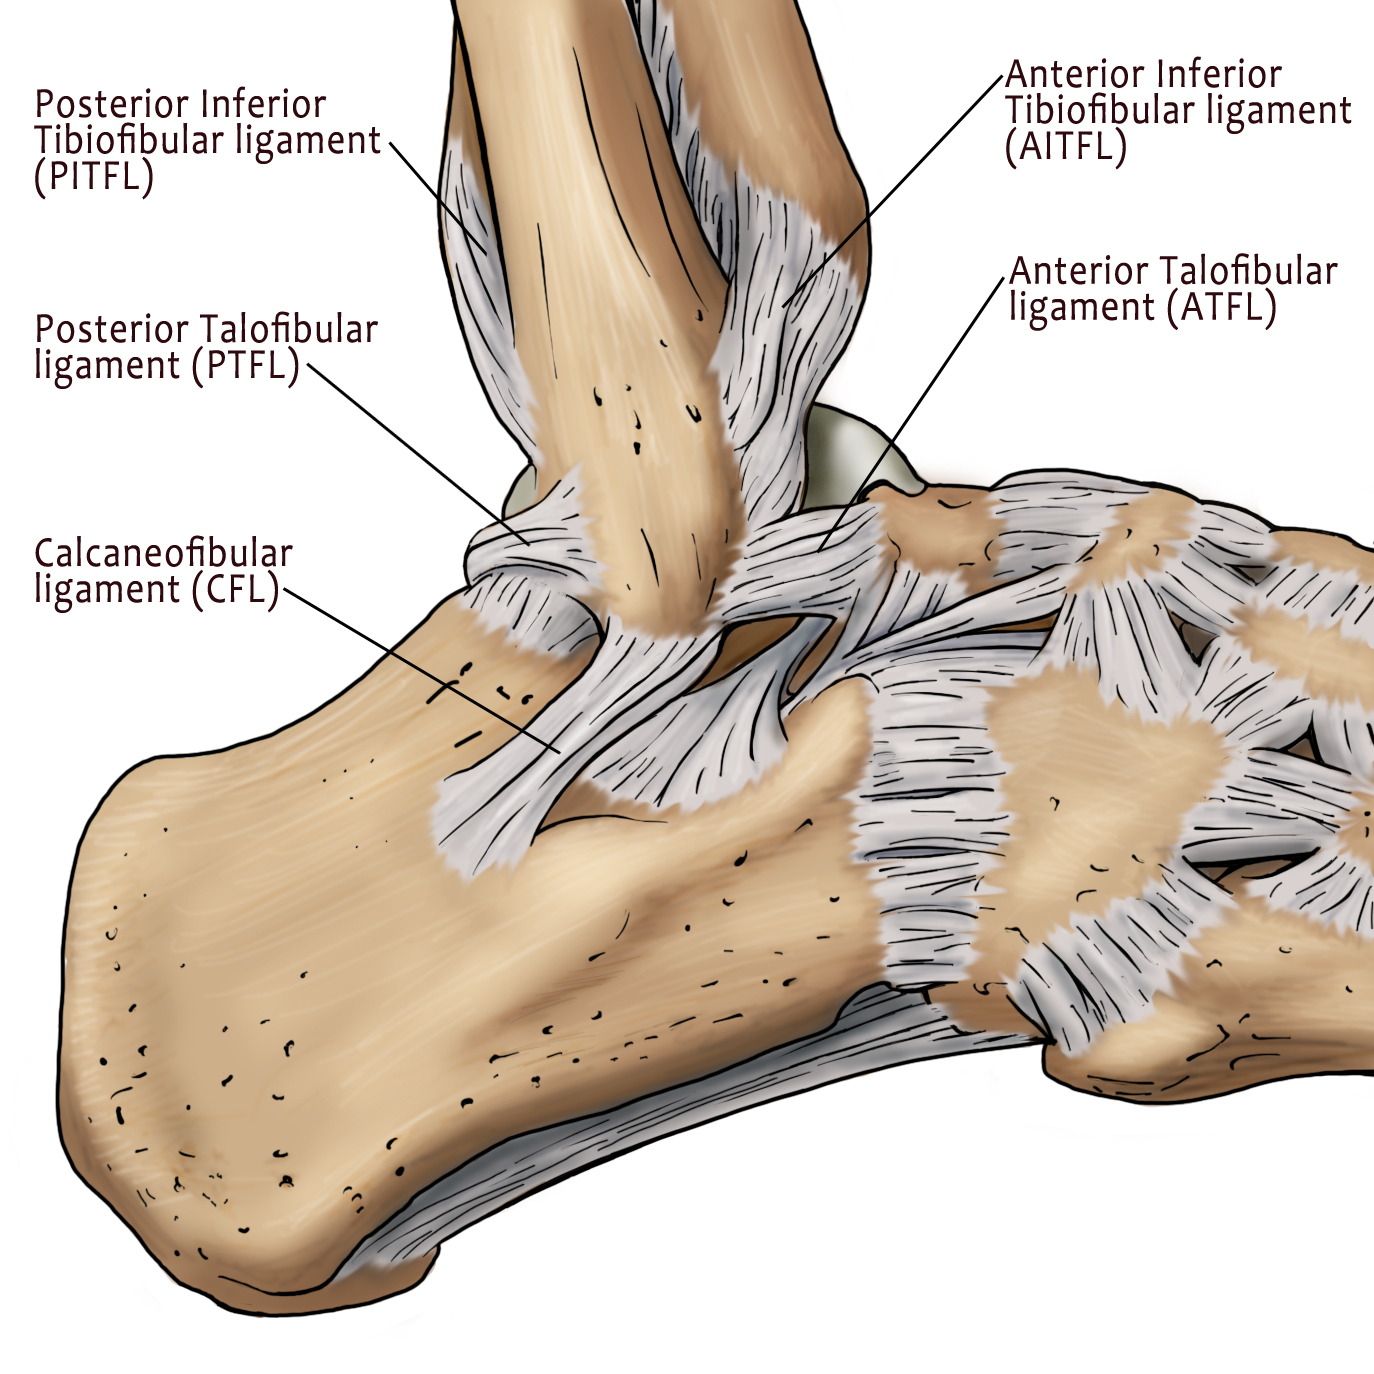 Posterior Inferior
Tibiofibular ligament
(PITFL)
Posterior Talofibular
ligament (PTFL)
Calcaneofibular
ligament (CFL)
Anterior Inferior
Tibiofibular ligament
(AITFL)
Anterior Talofibular
ligament (ATFL)